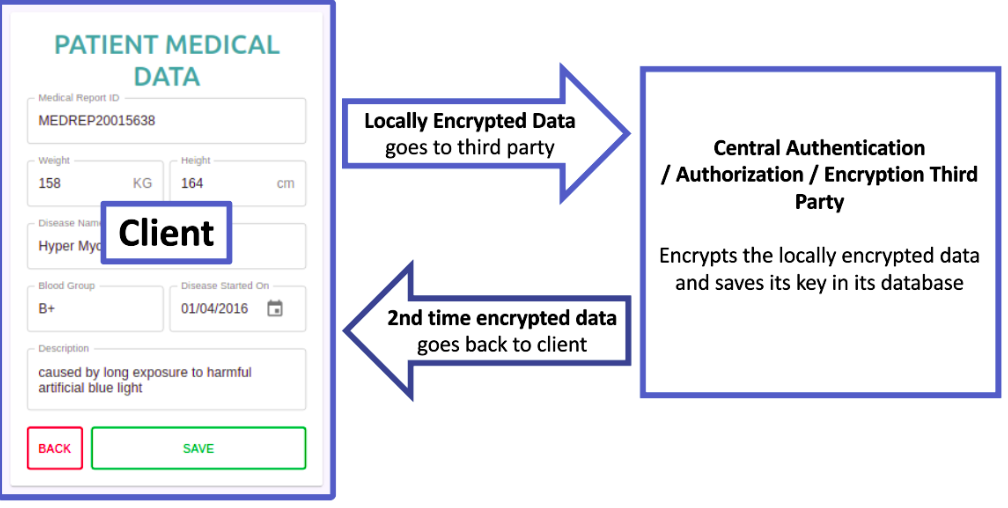 PATIENT MEDICAL
DATA
Medical Report ID
MEDREP20015638
Weight
158 KG
Height
164 cm
Disease Name
Hyper
Client
Blood Group
B+
Disease Started On
01/04/2016
Description
caused by long exposure to harmful
artificial blue light
BACK
SAVE
Locally Encrypted Data
goes to third party
2nd time encrypted data
goes back to client
Central Authentication
/ Authorization / Encryption Third
Party
Encrypts the locally encrypted data
and saves its key in its database